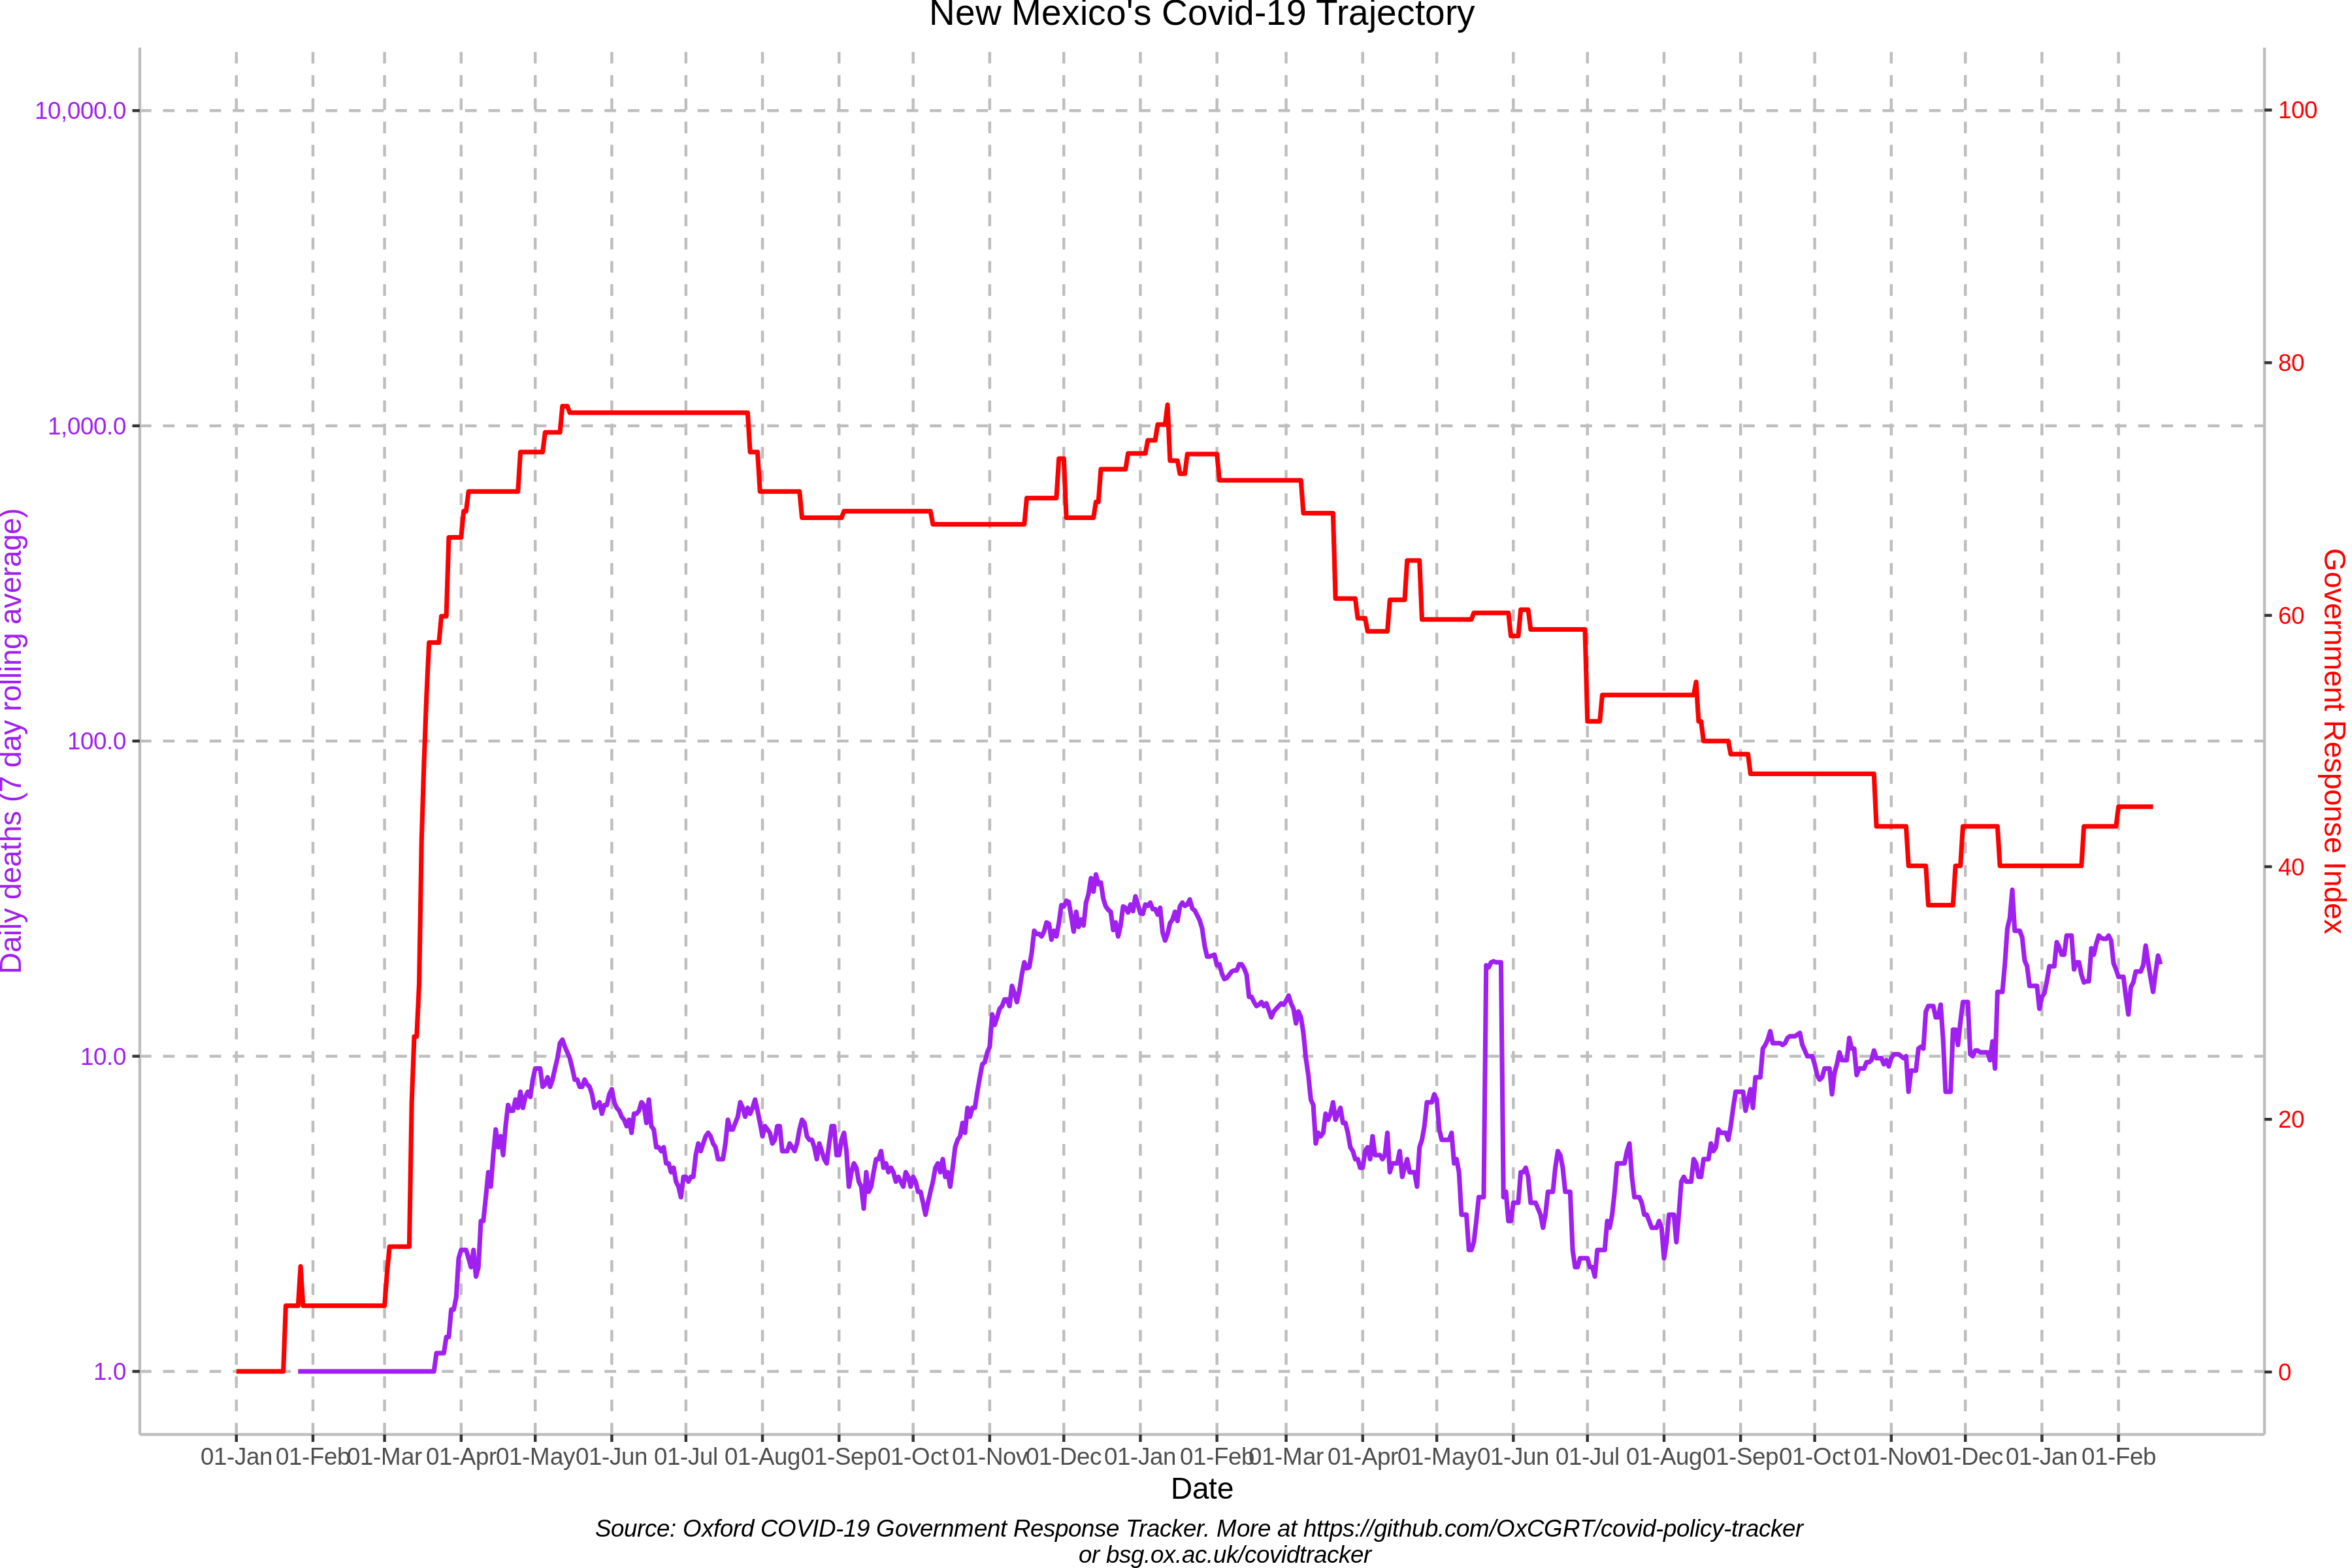 New Mexico's Covid-19 Trajectory
10,000.0
1,000.0
100.0
10.0
1.0
Daily deaths (7 day rolling average)
100
80
60
40
20
0
Government Response Index
01-Jan 01-Feb 01-Mar 01-Apr 01-May 01-Jun 01-Jul 01-Aug 01-Sep 01-Oct 01-Nov 01-Dec 01-Jan 01-Feb 01-Mar 01-Apr 01-May 01-Jun 01-Jul 01-Aug 01-Sep 01-Oct 01-Nov 01-Dec 01-Jan 01-Feb
Date
Source: Oxford COVID-19 Government Response Tracker. More at https://github.com/OxCGRT/covid-policy-tracker
or bsg.ox.ac.uk/covidtracker